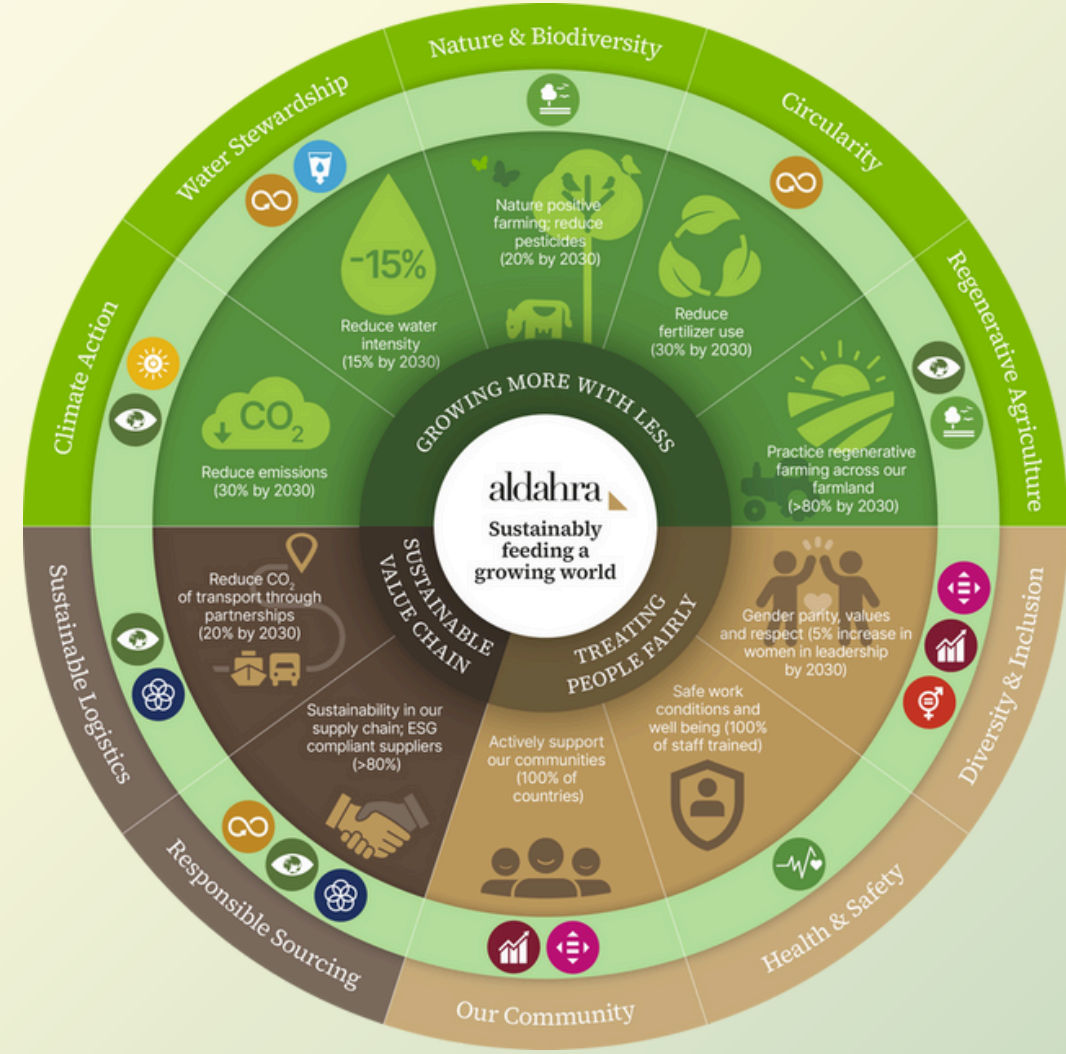 Nature & Biodiversity
Circularity
Regenerative Agriculture
Diversity & Inclusion
Health & Safety
Our Community
Responsible Sourcing
Sustainable Logistics
Climate Action
Water Stewardship
Nature positive
farming; reduce
pesticides
(20% by 2030)
Reduce
fertilizer use
(30% by 2030)
Practice regenerative
farming across our
farmland
(>80% by 2030)
Gender parity, values
and respect (5% increase in
women in leadership
by 2030)
Safe work
conditions and
well being (100%
of staff trained)
Actively support
our communities
(100% of
countries)
Sustainability in our
supply chain; ESG
compliant suppliers
(>80%)
Reduce CO₂
of transport through
partnerships
(20% by 2030)
CO₂
Reduce emissions
(30% by 2030)
-15%
Reduce water
intensity
(15% by 2030)
GROWING MORE WITH LESS
TREATING
PEOPLE FAIRLY
SUSTAINABLE
VALUE CHAIN
aldahra
Sustainably
feeding a
growing world